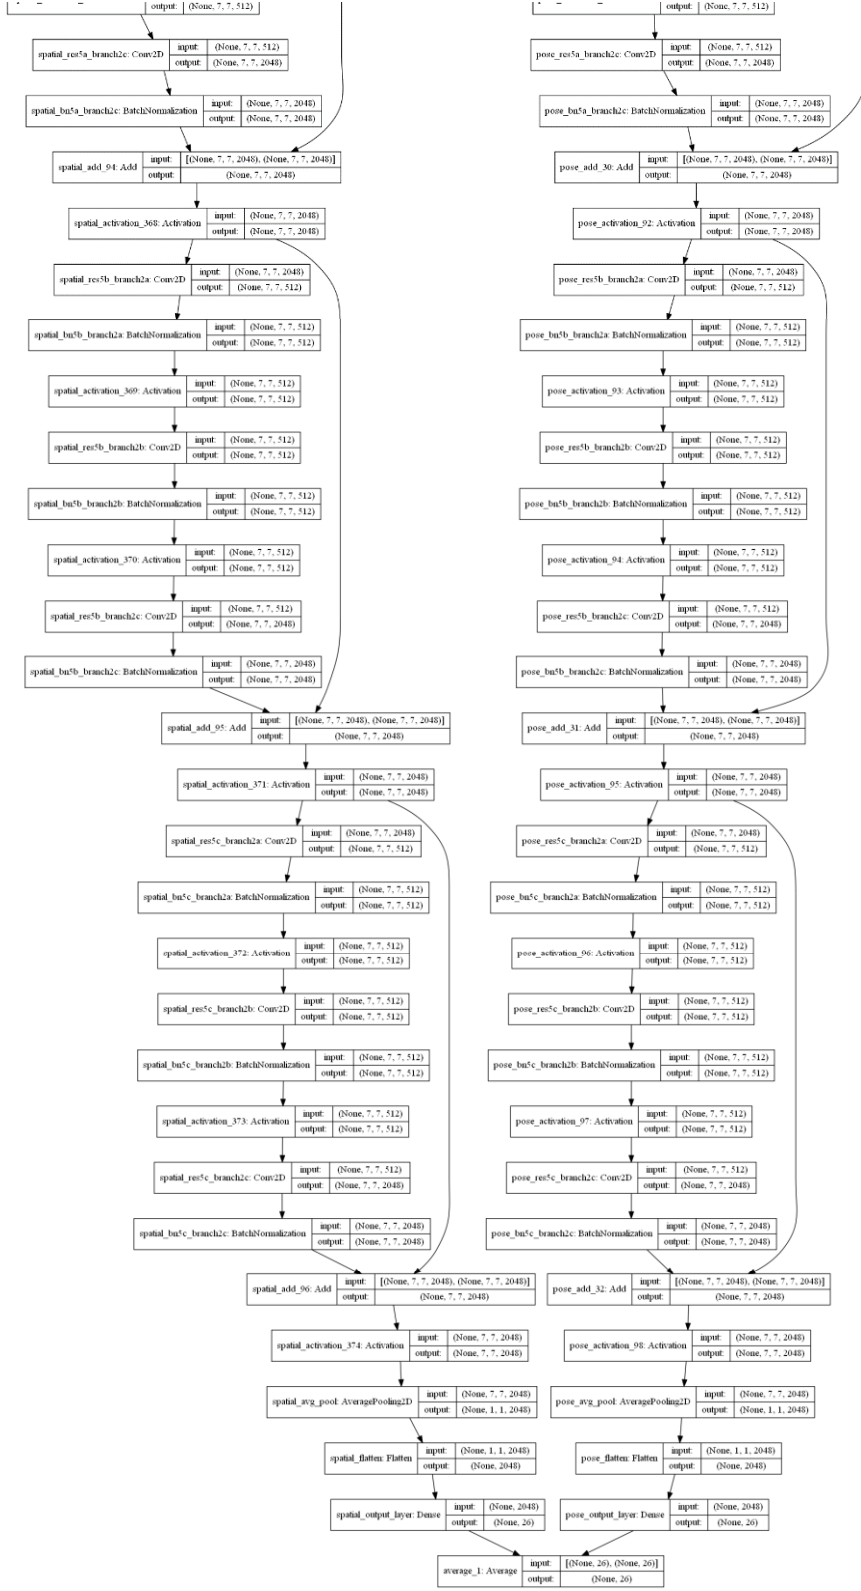 output: (None, 7, 7, 512)
spatial_res5a_branch2c: Conv2D input: (None, 7, 7, 512)
output: (None, 7, 7, 2048)
spatial_bn5a_branch2c: BatchNormalization input: (None, 7, 7, 2048)
output: (None, 7, 7, 2048)
spatial_add_94: Add input: [(None, 7, 7, 2048), (None, 7, 7, 2048)]
output: (None, 7, 7, 2048)
spatial_activation_368: Activation input: (None, 7, 7, 2048)
output: (None, 7, 7, 2048)
spatial_res5b_branch2a: Conv2D input: (None, 7, 7, 2048)
output: (None, 7, 7, 512)
spatial_bn5b_branch2a: BatchNormalization input: (None, 7, 7, 512)
output: (None, 7, 7, 512)
spatial_activation_369: Activation input: (None, 7, 7, 512)
output: (None, 7, 7, 512)
spatial_res5b_branch2b: Conv2D input: (None, 7, 7, 512)
output: (None, 7, 7, 512)
spatial_bn5b_branch2b: BatchNormalization input: (None, 7, 7, 512)
output: (None, 7, 7, 512)
spatial_activation_370: Activation input: (None, 7, 7, 512)
output: (None, 7, 7, 512)
spatial_res5b_branch2c: Conv2D input: (None, 7, 7, 512)
output: (None, 7, 7, 2048)
spatial_bn5b_branch2c: BatchNormalization input: (None, 7, 7, 2048)
output: (None, 7, 7, 2048)
spatial_add_95: Add input: [(None, 7, 7, 2048), (None, 7, 7, 2048)]
output: (None, 7, 7, 2048)
spatial_activation_371: Activation input: (None, 7, 7, 2048)
output: (None, 7, 7, 2048)
spatial_res5c_branch2a: Conv2D input: (None, 7, 7, 2048)
output: (None, 7, 7, 512)
spatial_bn5c_branch2a: BatchNormalization input: (None, 7, 7, 512)
output: (None, 7, 7, 512)
spatial_activation_372: Activation input: (None, 7, 7, 512)
output: (None, 7, 7, 512)
spatial_res5c_branch2b: Conv2D input: (None, 7, 7, 512)
output: (None, 7, 7, 512)
spatial_bn5c_branch2b: BatchNormalization input: (None, 7, 7, 512)
output: (None, 7, 7, 512)
spatial_activation_373: Activation input: (None, 7, 7, 512)
output: (None, 7, 7, 512)
spatial_res5c_branch2c: Conv2D input: (None, 7, 7, 512)
output: (None, 7, 7, 2048)
spatial_bn5c_branch2c: BatchNormalization input: (None, 7, 7, 2048)
output: (None, 7, 7, 2048)
spatial_add_96: Add input: [(None, 7, 7, 2048), (None, 7, 7, 2048)]
output: (None, 7, 7, 2048)
spatial_activation_374: Activation input: (None, 7, 7, 2048)
output: (None, 7, 7, 2048)
spatial_avg_pool: AveragePooling2D input: (None, 7, 7, 2048)
output: (None, 1, 1, 2048)
spatial_flatten: Flatten input: (None, 1, 1, 2048)
output: (None, 2048)
spatial_output_layer: Dense input: (None, 2048)
output: (None, 26)
output: (None, 7, 7, 512)
pose_res5a_branch2c: Conv2D input: (None, 7, 7, 512)
output: (None, 7, 7, 2048)
pose_bn5a_branch2c: BatchNormalization input: (None, 7, 7, 2048)
output: (None, 7, 7, 2048)
pose_add_30: Add input: [(None, 7, 7, 2048), (None, 7, 7, 2048)]
output: (None, 7, 7, 2048)
pose_activation_92: Activation input: (None, 7, 7, 2048)
output: (None, 7, 7, 2048)
pose_res5b_branch2a: Conv2D input: (None, 7, 7, 2048)
output: (None, 7, 7, 512)
pose_bn5b_branch2a: BatchNormalization input: (None, 7, 7, 512)
output: (None, 7, 7, 512)
pose_activation_93: Activation input: (None, 7, 7, 512)
output: (None, 7, 7, 512)
pose_res5b_branch2b: Conv2D input: (None, 7, 7, 512)
output: (None, 7, 7, 512)
pose_bn5b_branch2b: BatchNormalization input: (None, 7, 7, 512)
output: (None, 7, 7, 512)
pose_activation_94: Activation input: (None, 7, 7, 512)
output: (None, 7, 7, 512)
pose_res5b_branch2c: Conv2D input: (None, 7, 7, 512)
output: (None, 7, 7, 2048)
pose_bn5b_branch2c: BatchNormalization input: (None, 7, 7, 2048)
output: (None, 7, 7, 2048)
pose_add_31: Add input: [(None, 7, 7, 2048), (None, 7, 7, 2048)]
output: (None, 7, 7, 2048)
pose_activation_95: Activation input: (None, 7, 7, 2048)
output: (None, 7, 7, 2048)
pose_res5c_branch2a: Conv2D input: (None, 7, 7, 2048)
output: (None, 7, 7, 512)
pose_bn5c_branch2a: BatchNormalization input: (None, 7, 7, 512)
output: (None, 7, 7, 512)
pose_activation_96: Activation input: (None, 7, 7, 512)
output: (None, 7, 7, 512)
pose_res5c_branch2b: Conv2D input: (None, 7, 7, 512)
output: (None, 7, 7, 512)
pose_bn5c_branch2b: BatchNormalization input: (None, 7, 7, 512)
output: (None, 7, 7, 512)
pose_activation_97: Activation input: (None, 7, 7, 512)
output: (None, 7, 7, 512)
pose_res5c_branch2c: Conv2D input: (None, 7, 7, 512)
output: (None, 7, 7, 2048)
pose_bn5c_branch2c: BatchNormalization input: (None, 7, 7, 2048)
output: (None, 7, 7, 2048)
pose_add_32: Add input: [(None, 7, 7, 2048), (None, 7, 7, 2048)]
output: (None, 7, 7, 2048)
pose_activation_98: Activation input: (None, 7, 7, 2048)
output: (None, 7, 7, 2048)
pose_avg_pool: AveragePooling2D input: (None, 7, 7, 2048)
output: (None, 1, 1, 2048)
pose_flatten: Flatten input: (None, 1, 1, 2048)
output: (None, 2048)
pose_output_layer: Dense input: (None, 2048)
output: (None, 26)
average_1: Average input: [(None, 26), (None, 26)]
output: (None, 26)